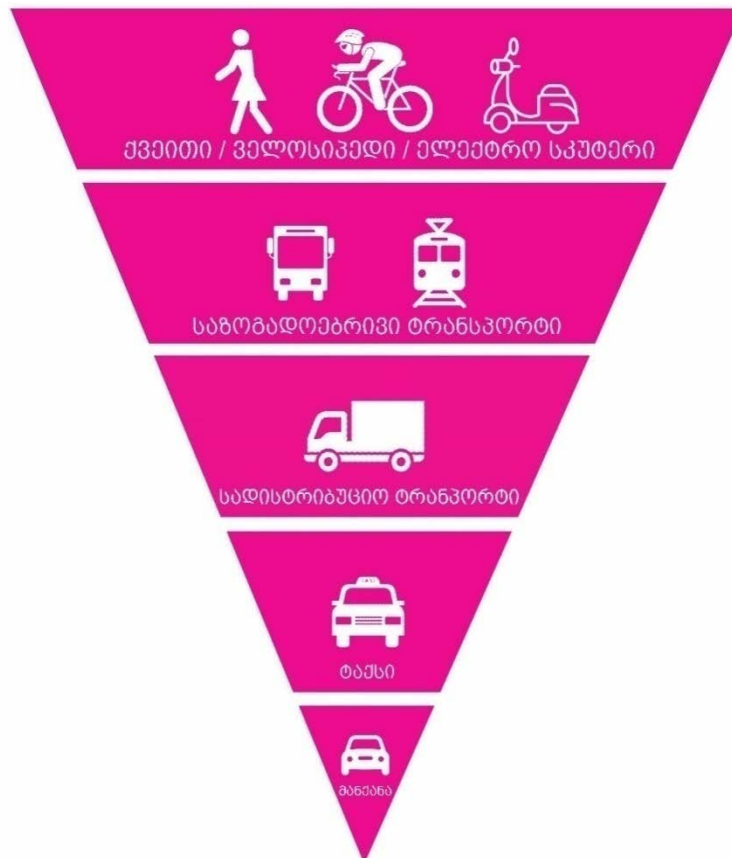 ქვეითი / ველოსიპედი / ელექტრო სკუტერი
საზოგადოებრივი ტრანსპორტი
სადისტრიბუციო ტრანპორტი
ტაქსი
მანქანა